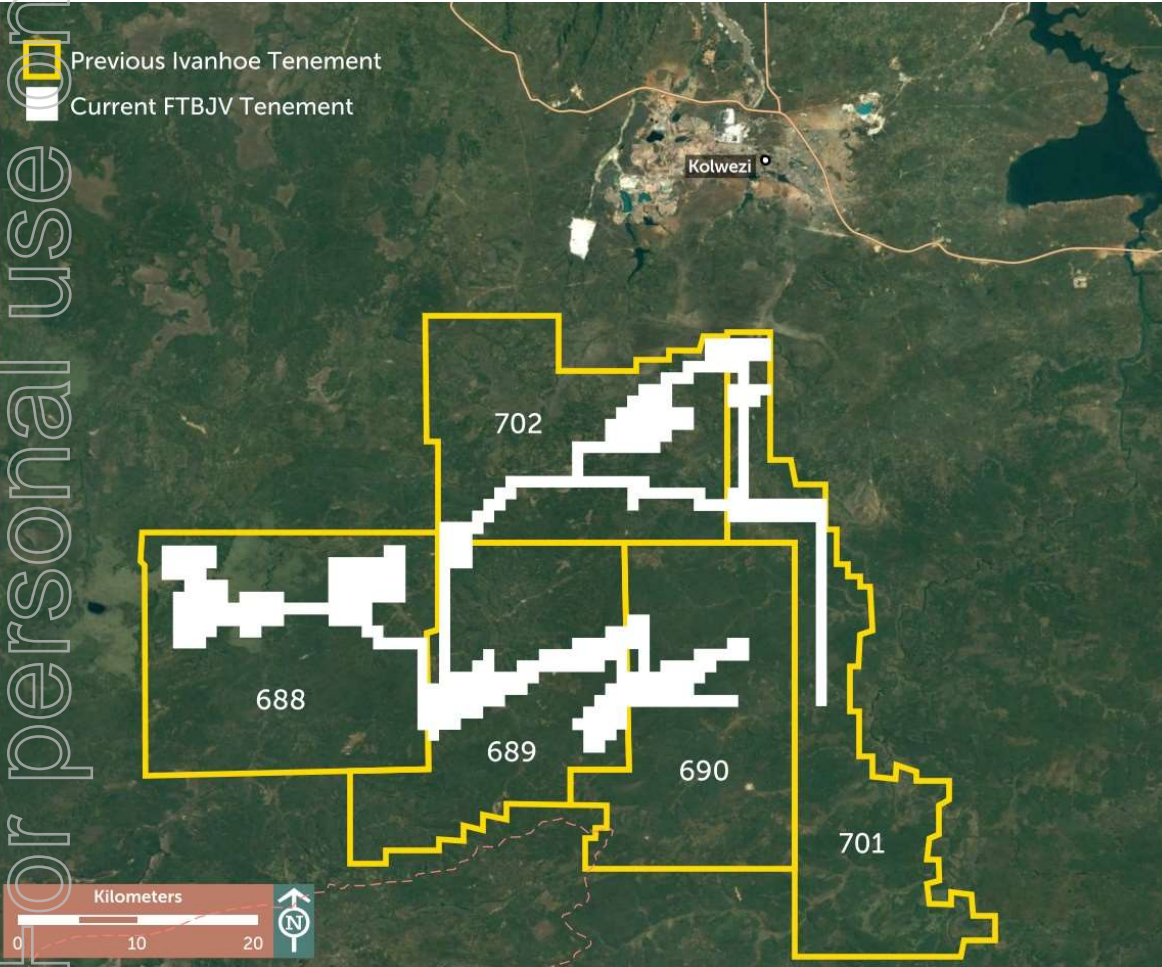 For personal use on
Previous Ivanhoe Tenement
Current FTBJV Tenement
Kolwezi
702
688
689
690
701
Kilometers
N
0 10 20